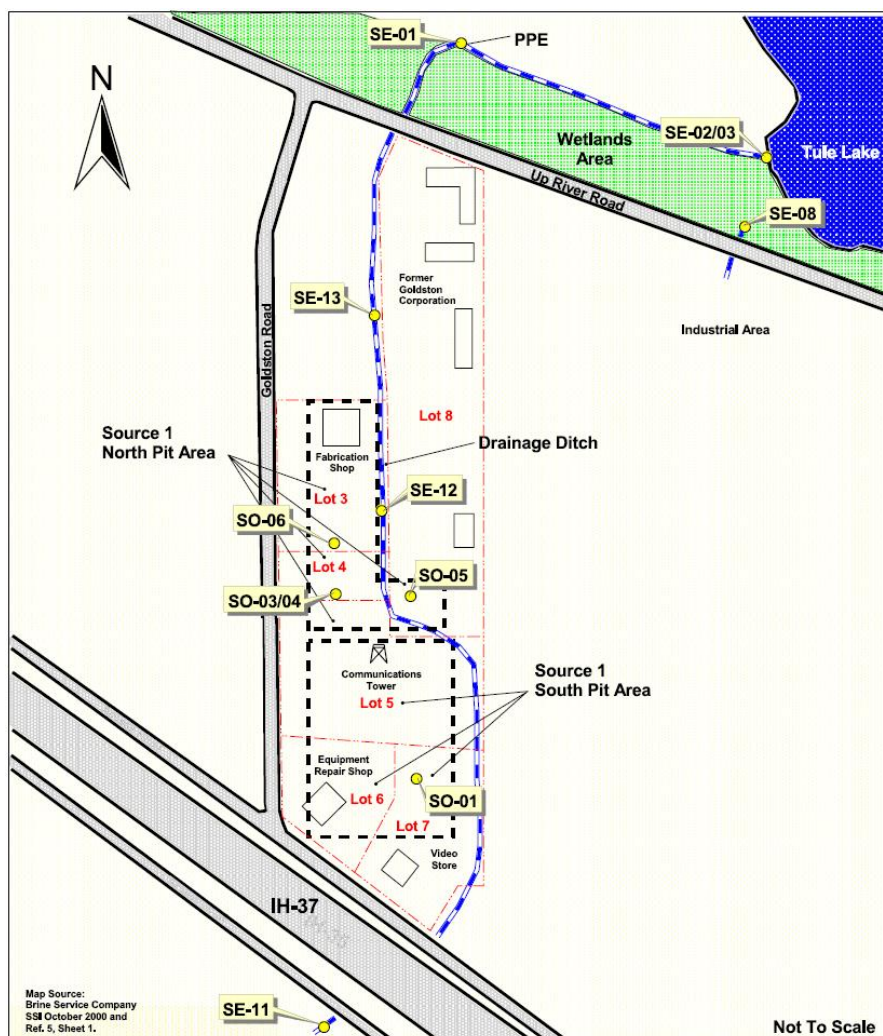 SE-01
PPE
N
Wetlands
Area
SE-02/03
Tule Lake
Up River Road
SE-08
Former
Goldston
Corporation
SE-13
Industrial Area
Goldston Road
Lot 8
Source 1
North Pit Area
Drainage Ditch
Fabrication
Shop
Lot 3
SE-12
SO-06
Lot 4
SO-05
SO-03/04
Source 1
South Pit Area
Communications
Tower
Lot 5
Equipment
Repair Shop
Lot 6
SO-01
Lot 7
Video
Store
IH-37
IH-35
Map Source:
Brine Service Company
SSI October 2000 and
Ref. 5, Sheet 1.
SE-11
Not To Scale